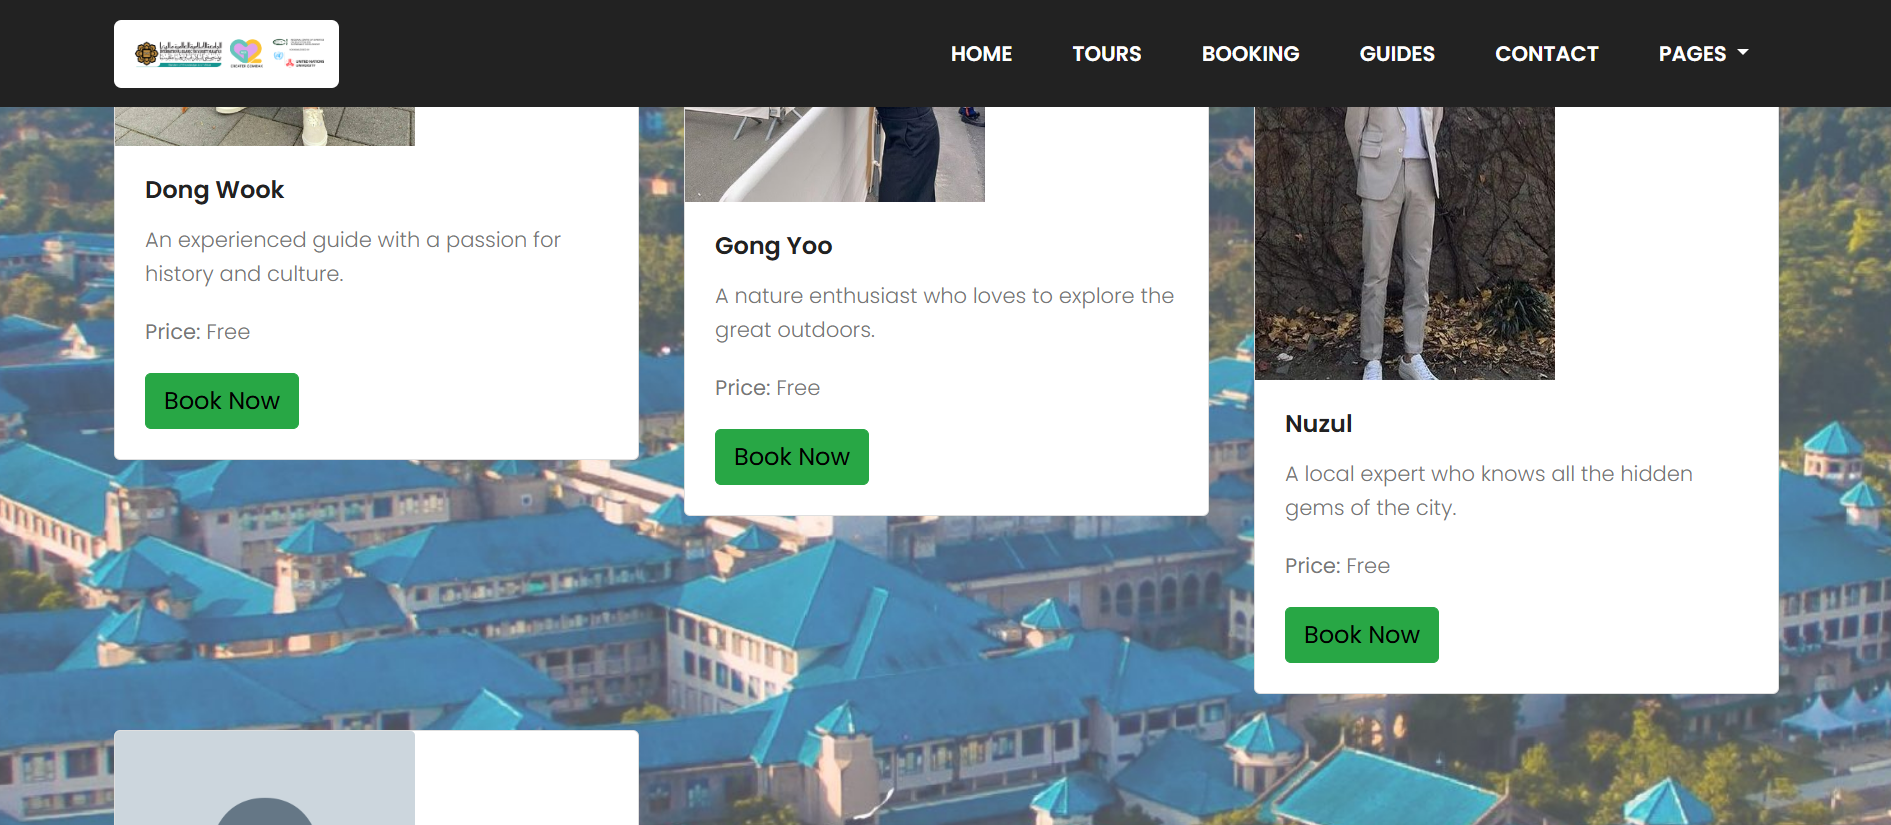 HOME TOURS BOOKING GUIDES CONTACT PAGES
Dong Wook
An experienced guide with a passion for
history and culture.
Price: Free
Book Now
Gong Yoo
A nature enthusiast who loves to explore the
great outdoors.
Price: Free
Book Now
Nuzul
A local expert who knows all the hidden
gems of the city.
Price: Free
Book Now